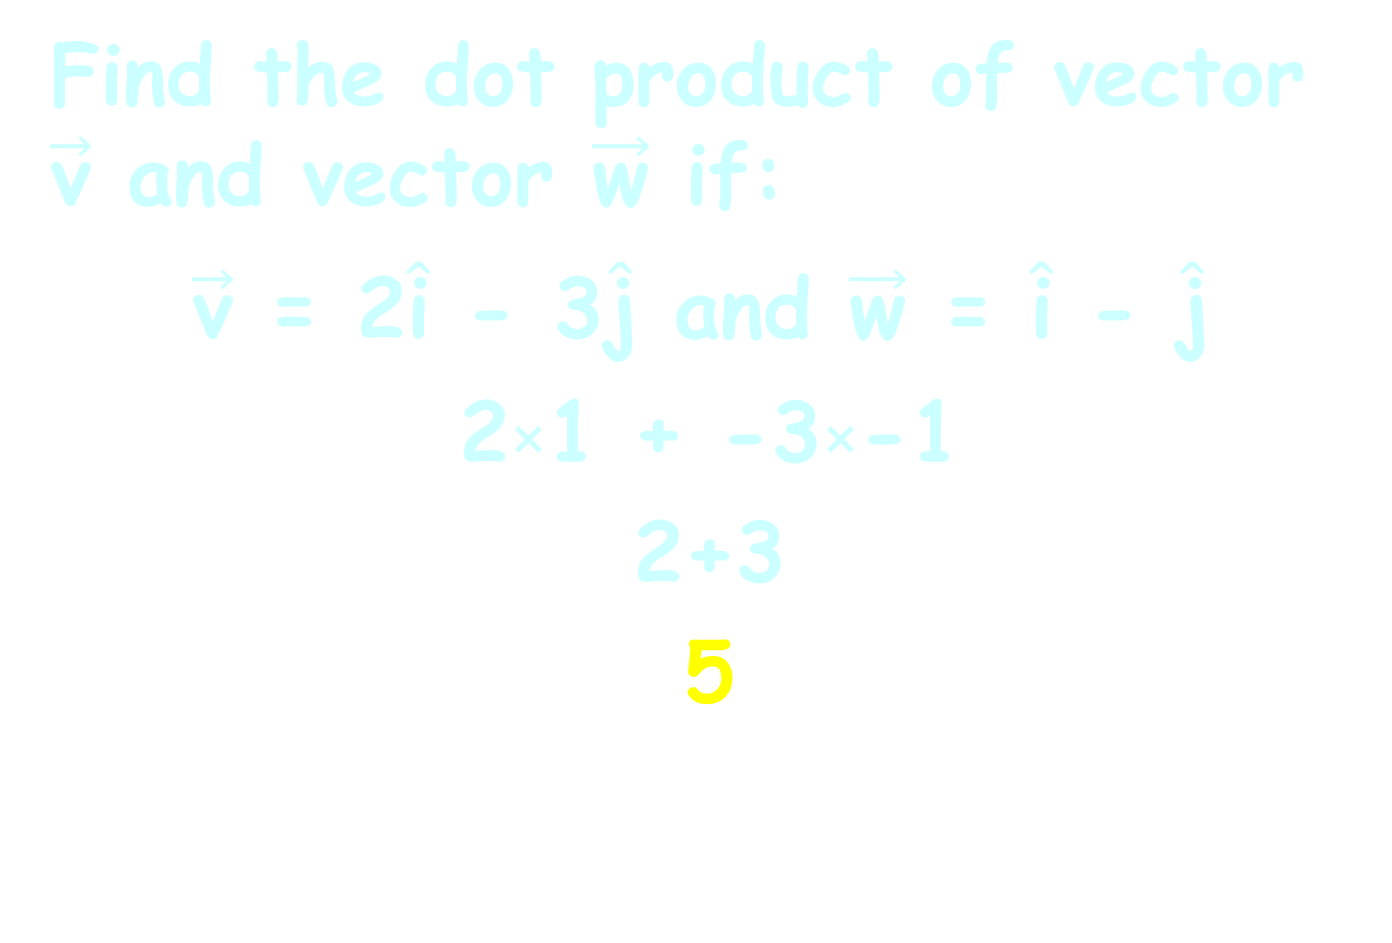 Find the dot product of vector
v⃗ and vector w⃗ if:
v⃗ = 2î - 3ĵ and w⃗ = î - ĵ
2×1 + -3×-1
2+3
5